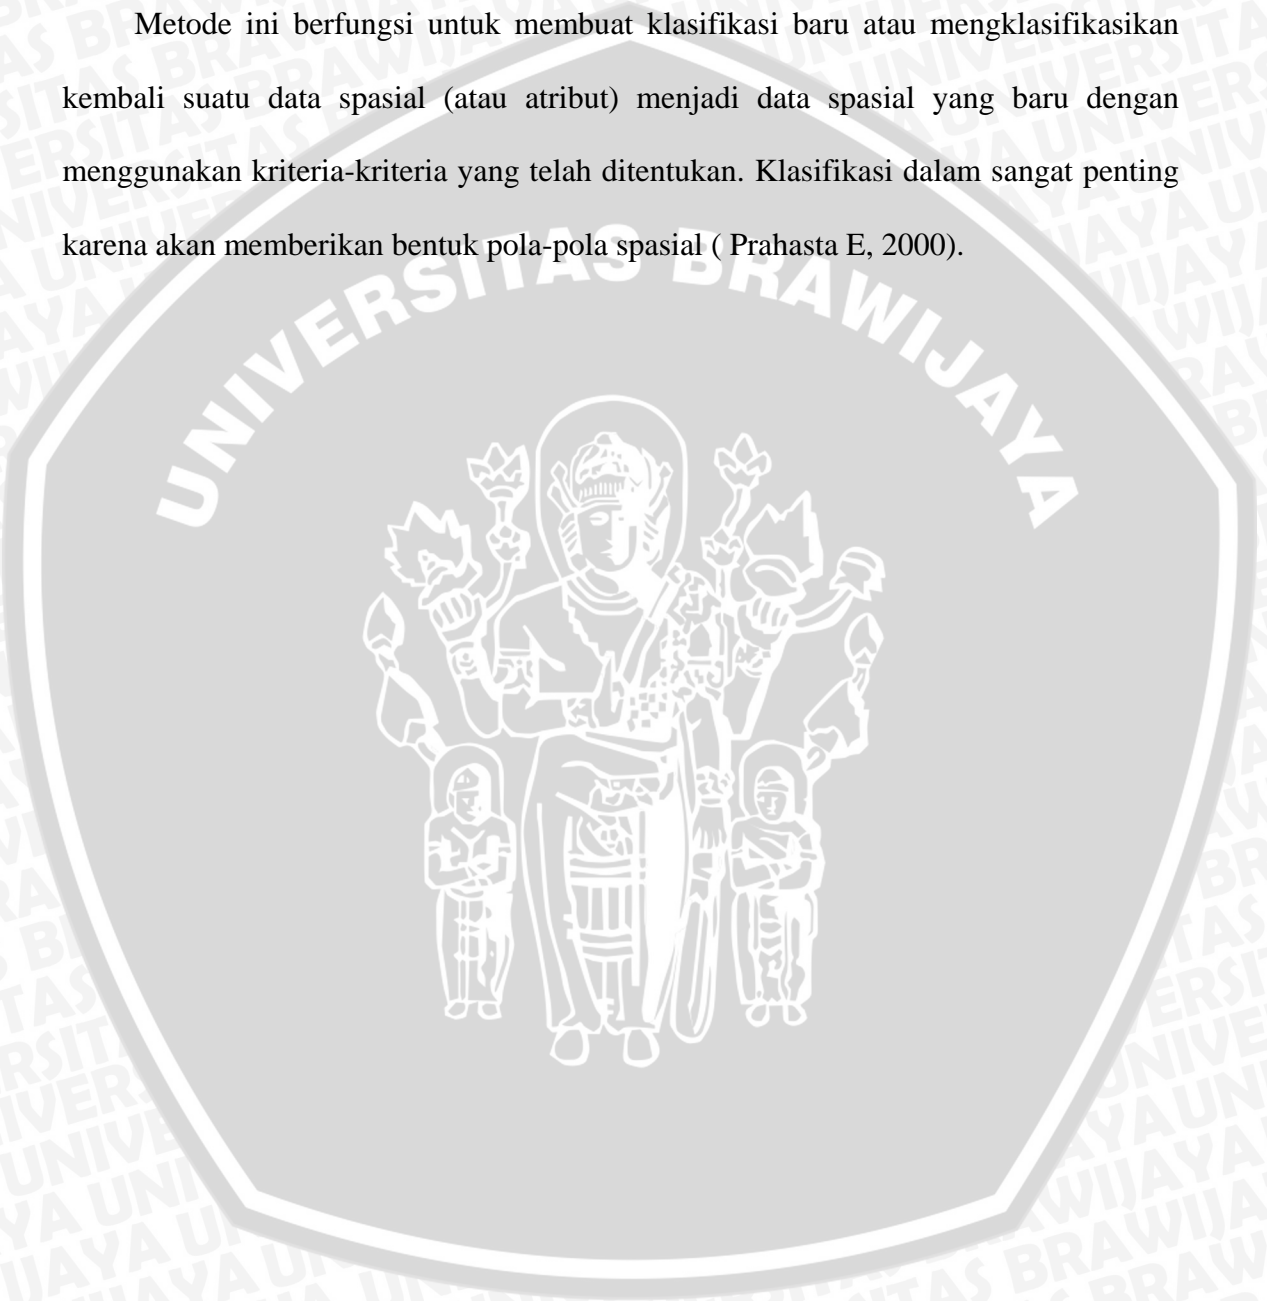 Metode ini berfungsi untuk membuat klasifikasi baru atau mengklasifikasikan
kembali suatu data spasial (atau atribut) menjadi data spasial yang baru dengan
menggunakan kriteria-kriteria yang telah ditentukan. Klasifikasi dalam sangat penting
karena akan memberikan bentuk pola-pola spasial ( Prahasta E, 2000).
UNIVERSITAS BRAWIJAYA